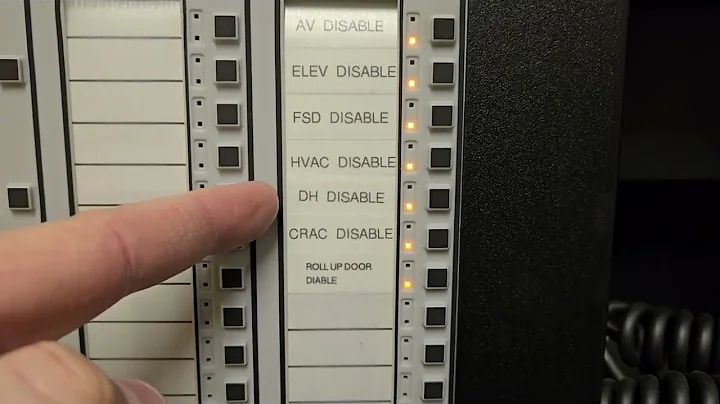 AV DISABLE
ELEV DISABLE
FSD DISABLE
HVAC DISABLE
DH DISABLE
CRAC DISABLE
ROLL UP DOOR
DIABLE